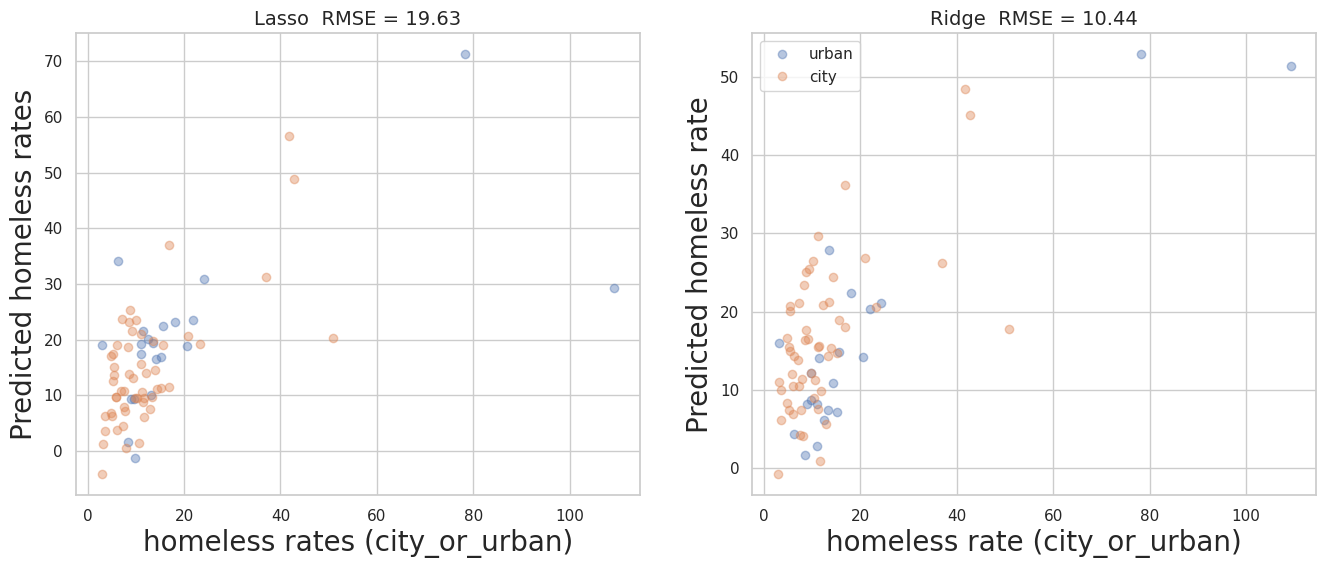 Lasso  RMSE = 19.63
Predicted homeless rates
70
60
50
40
30
20
10
0
0 20 40 60 80 100
homeless rates (city_or_urban)
Ridge  RMSE = 10.44
urban
city
Predicted homeless rate
50
40
30
20
10
0
0 20 40 60 80 100
homeless rate (city_or_urban)